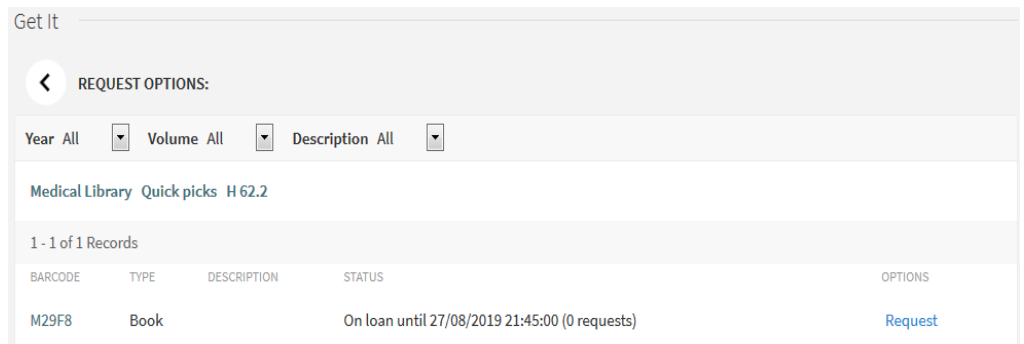 Get It
REQUEST OPTIONS:
Year All Volume All Description All
Medical Library Quick picks H 62.2
1 - 1 of 1 Records
BARCODE TYPE DESCRIPTION STATUS OPTIONS
M29F8 Book On loan until 27/08/2019 21:45:00 (0 requests) Request